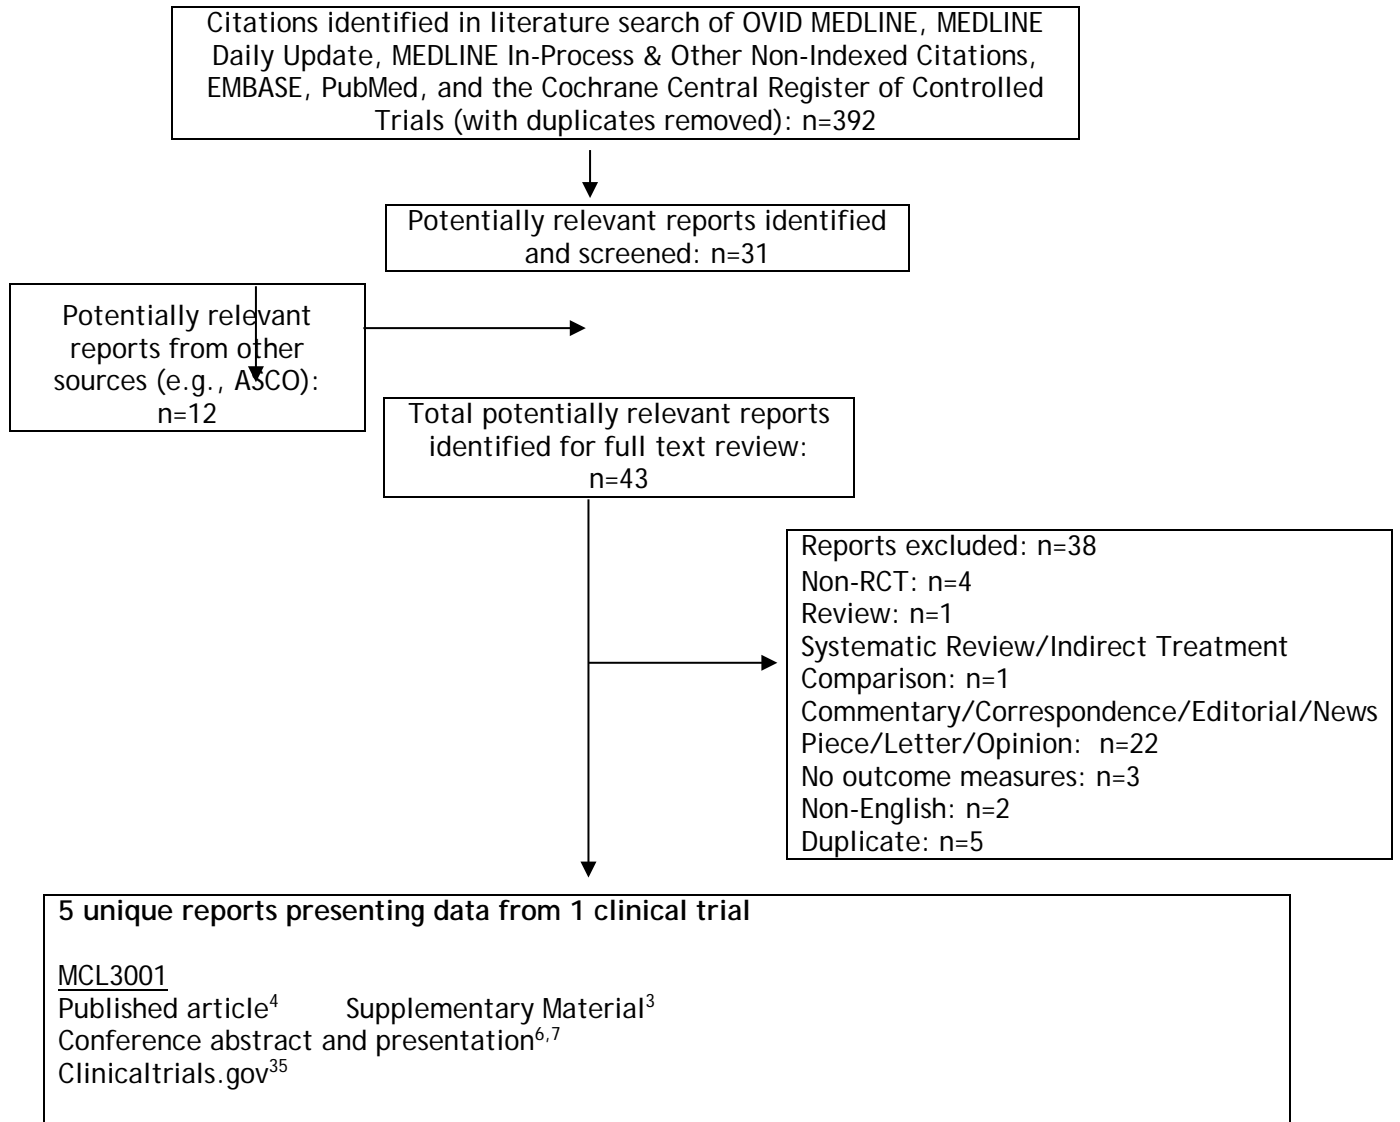 Citations identified in literature search of OVID MEDLINE, MEDLINE
Daily Update, MEDLINE In-Process & Other Non-Indexed Citations,
EMBASE, PubMed, and the Cochrane Central Register of Controlled
Trials (with duplicates removed): n=392
Potentially relevant reports identified
and screened: n=31
Potentially relevant
reports from other
sources (e.g., ASCO):
n=12
Total potentially relevant reports
identified for full text review:
n=43
Reports excluded: n=38
Non-RCT: n=4
Review: n=1
Systematic Review/Indirect Treatment
Comparison: n=1
Commentary/Correspondence/Editorial/News
Piece/Letter/Opinion: n=22
No outcome measures: n=3
Non-English: n=2
Duplicate: n=5
5 unique reports presenting data from 1 clinical trial
MCL3001
Published article4 Supplementary Material3
Conference abstract and presentation6,7
Clinicaltrials.gov35